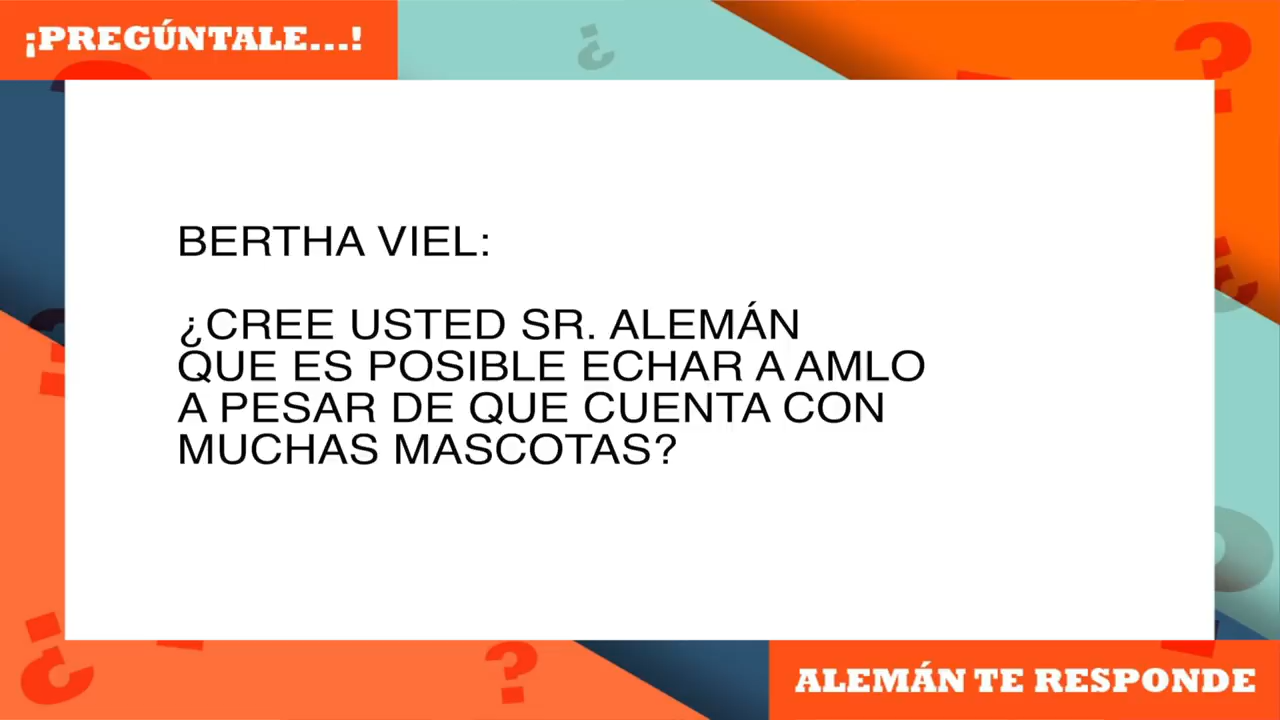 ¡PREGÚNTALE...!
BERTHA VIEL:
¿CREE USTED SR. ALEMÁN
QUE ES POSIBLE ECHAR A AMLO
A PESAR DE QUE CUENTA CON
MUCHAS MASCOTAS?
ALEMÁN TE RESPONDE